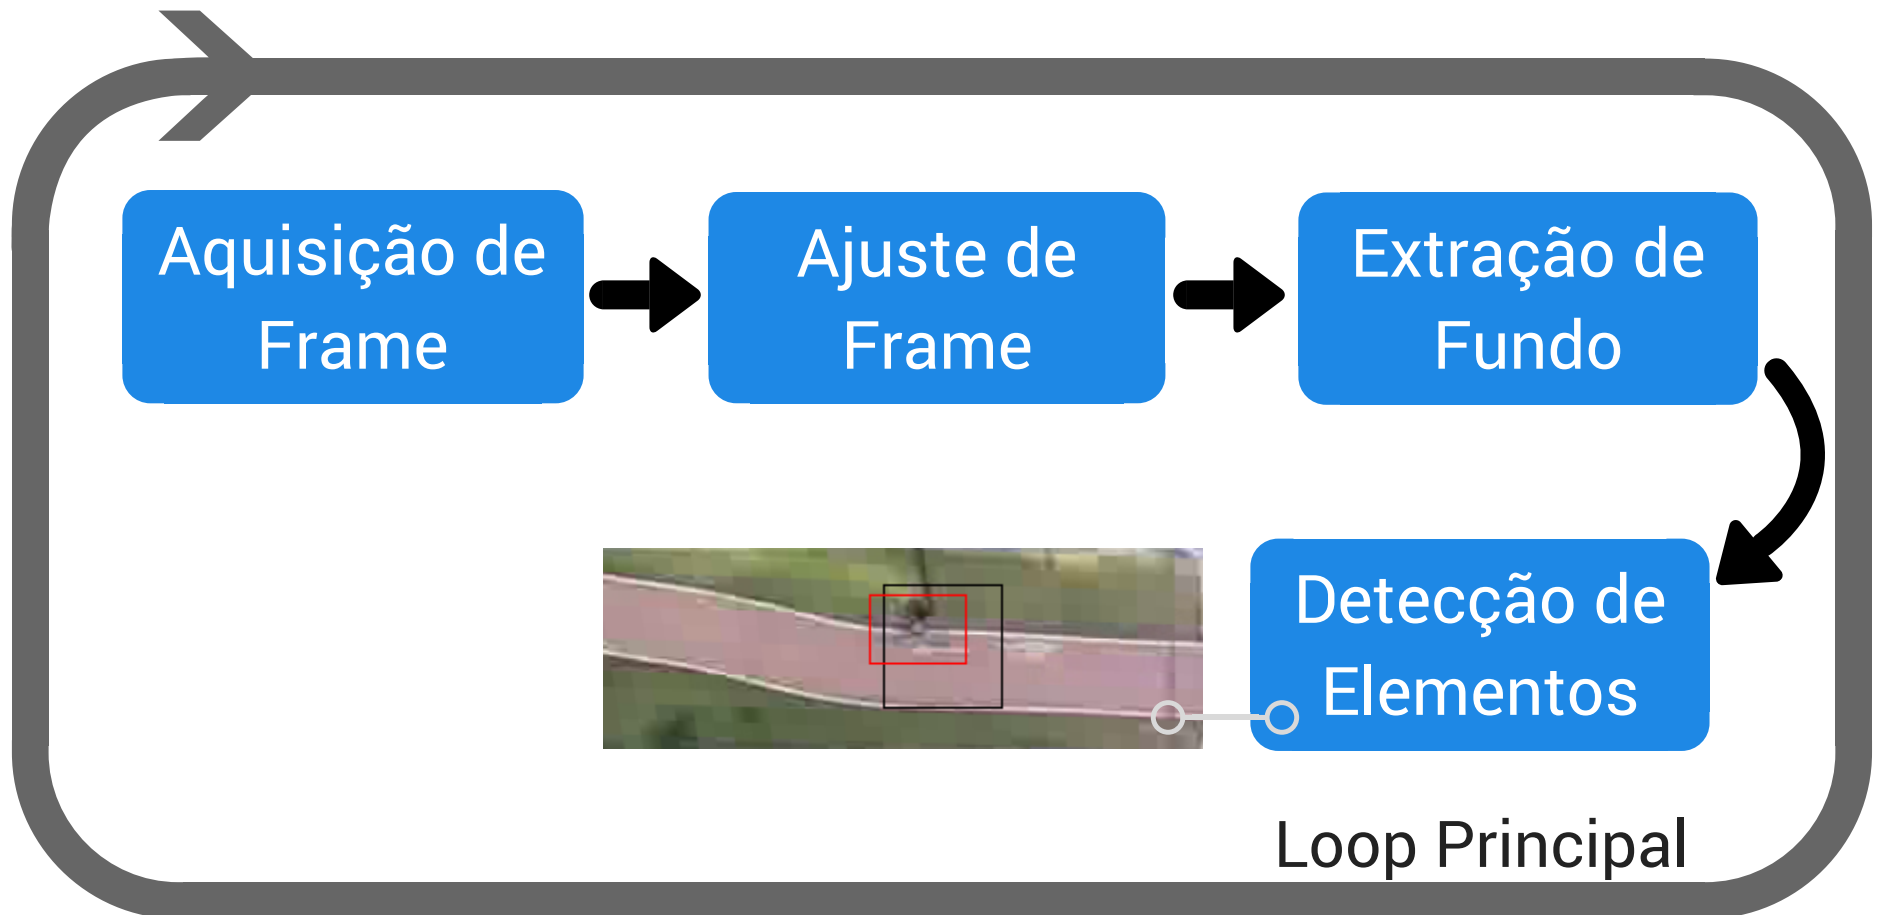 Aquisição de
Frame
Ajuste de
Frame
Extração de
Fundo
Detecção de
Elementos
Loop Principal